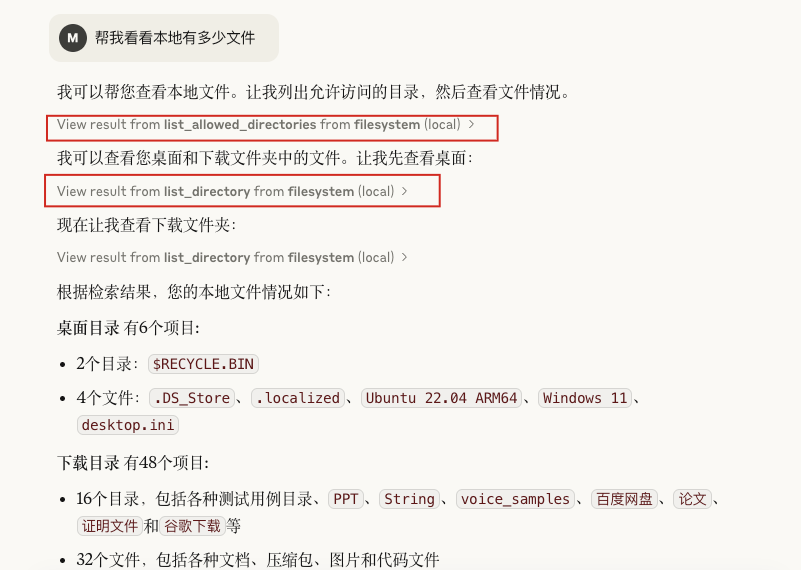 M 帮我看看本地有多少文件
我可以帮您查看本地文件。让我列出允许访问的目录，然后查看文件情况。
View result from list_allowed_directories from filesystem (local) >
我可以查看您桌面和下载文件夹中的文件。让我先查看桌面：
View result from list_directory from filesystem (local) >
现在让我查看下载文件夹：
View result from list_directory from filesystem (local) >
根据检索结果，您的本地文件情况如下：
桌面目录 有6个项目:
• 2个目录： $RECYCLE.BIN
• 4个文件： .DS_Store、.localized、Ubuntu 22.04 ARM64、Windows 11、
desktop.ini
下载目录 有48个项目:
• 16个目录，包括各种测试用例目录、PPT、String、voice_samples、百度网盘、论文、
证明文件和谷歌下载等
• 32个文件，包括各种文档、压缩包、图片和代码文件